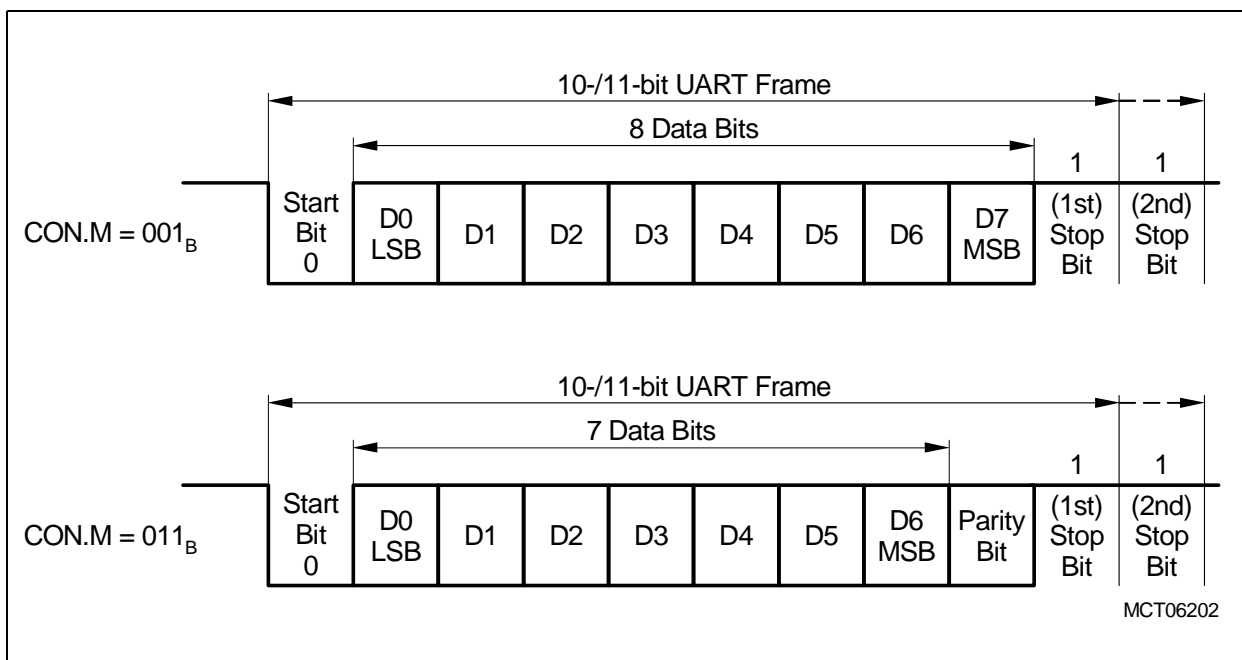 10-/11-bit UART Frame
8 Data Bits
1 1
CON.M = 001B
Start Bit 0
D0 LSB
D1
D2
D3
D4
D5
D6
D7 MSB
(1st) Stop Bit
(2nd) Stop Bit
10-/11-bit UART Frame
7 Data Bits
1 1
CON.M = 011B
Start Bit 0
D0 LSB
D1
D2
D3
D4
D5
D6 MSB
Parity Bit
(1st) Stop Bit
(2nd) Stop Bit
MCT06202